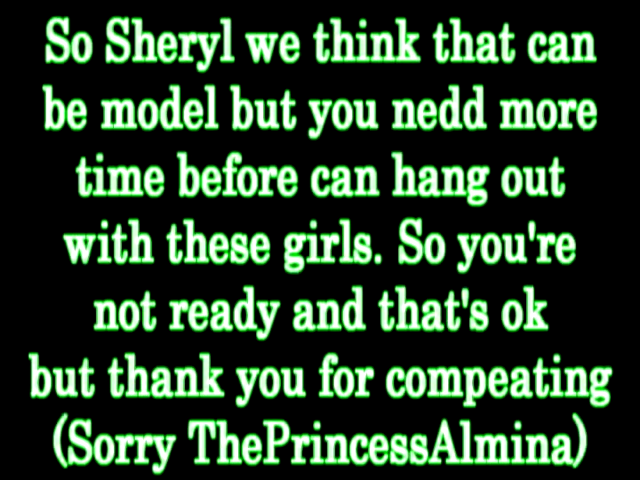 So Sheryl we think that can
be model but you nedd more
time before can hang out
with these girls. So you're
not ready and that's ok
but thank you for compeating
(Sorry ThePrincessAlmina)